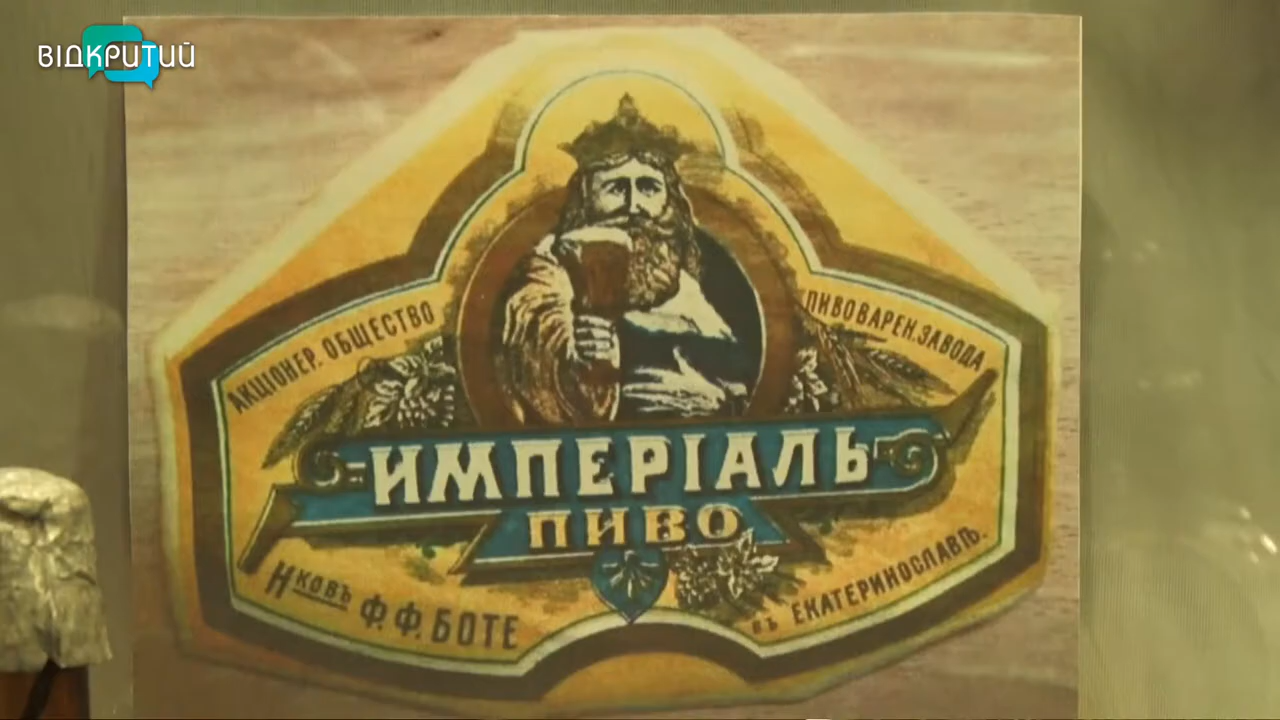 ВІДКРИТИЙ
АКЦІОНЕР. ОБЩЕСТВО
ПИВОВАРЕН. ЗАВОДА
ИМПЕРІАЛЬ
ПИВО
Нковъ Ф. Ф. БОТЕ
въ ЕКАТЕРИНОСЛАВѢ.